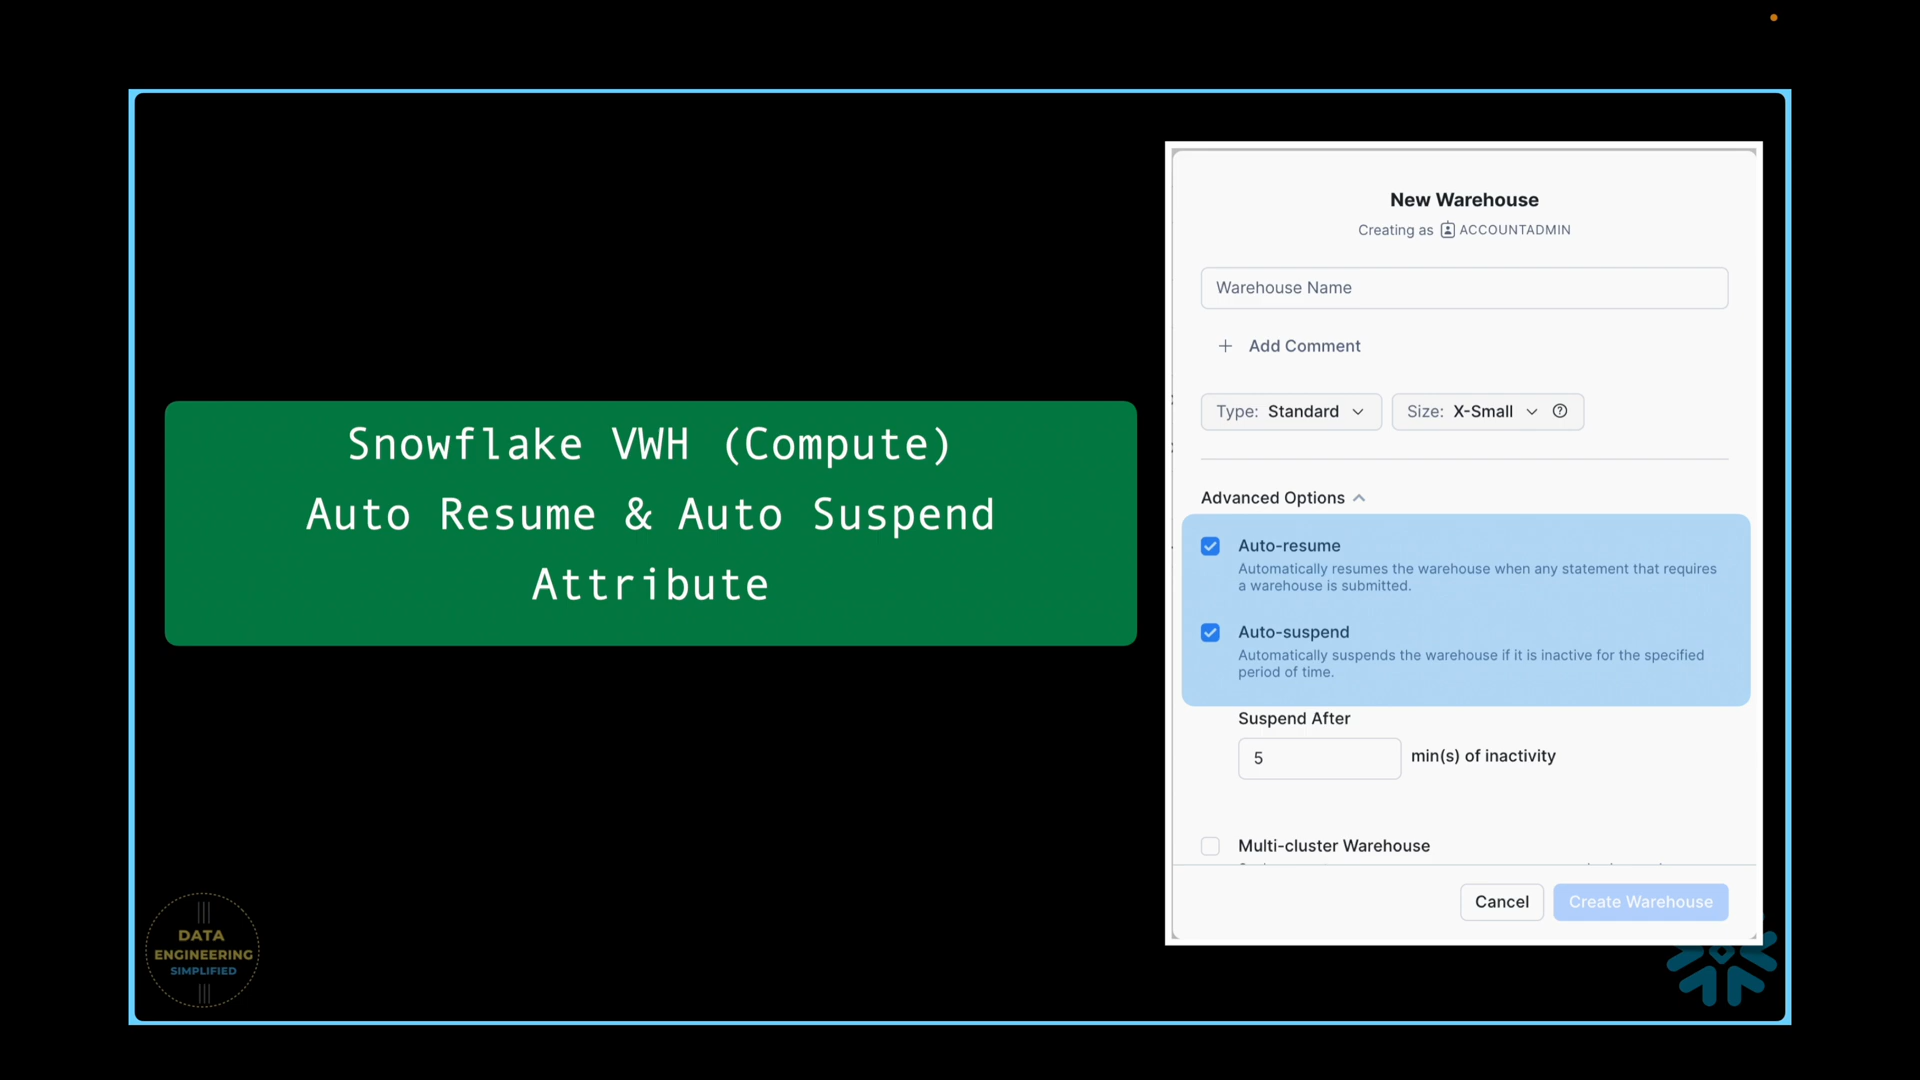 Snowflake VWH (Compute)
Auto Resume & Auto Suspend
Attribute
New Warehouse
Creating as ACCOUNTADMIN
Warehouse Name
+ Add Comment
Type: Standard
Size: X-Small
Advanced Options
Auto-resume
Automatically resumes the warehouse when any statement that requires
a warehouse is submitted.
Auto-suspend
Automatically suspends the warehouse if it is inactive for the specified
period of time.
Suspend After
5 min(s) of inactivity
Multi-cluster Warehouse
Cancel
Create Warehouse
DATA
ENGINEERING
SIMPLIFIED